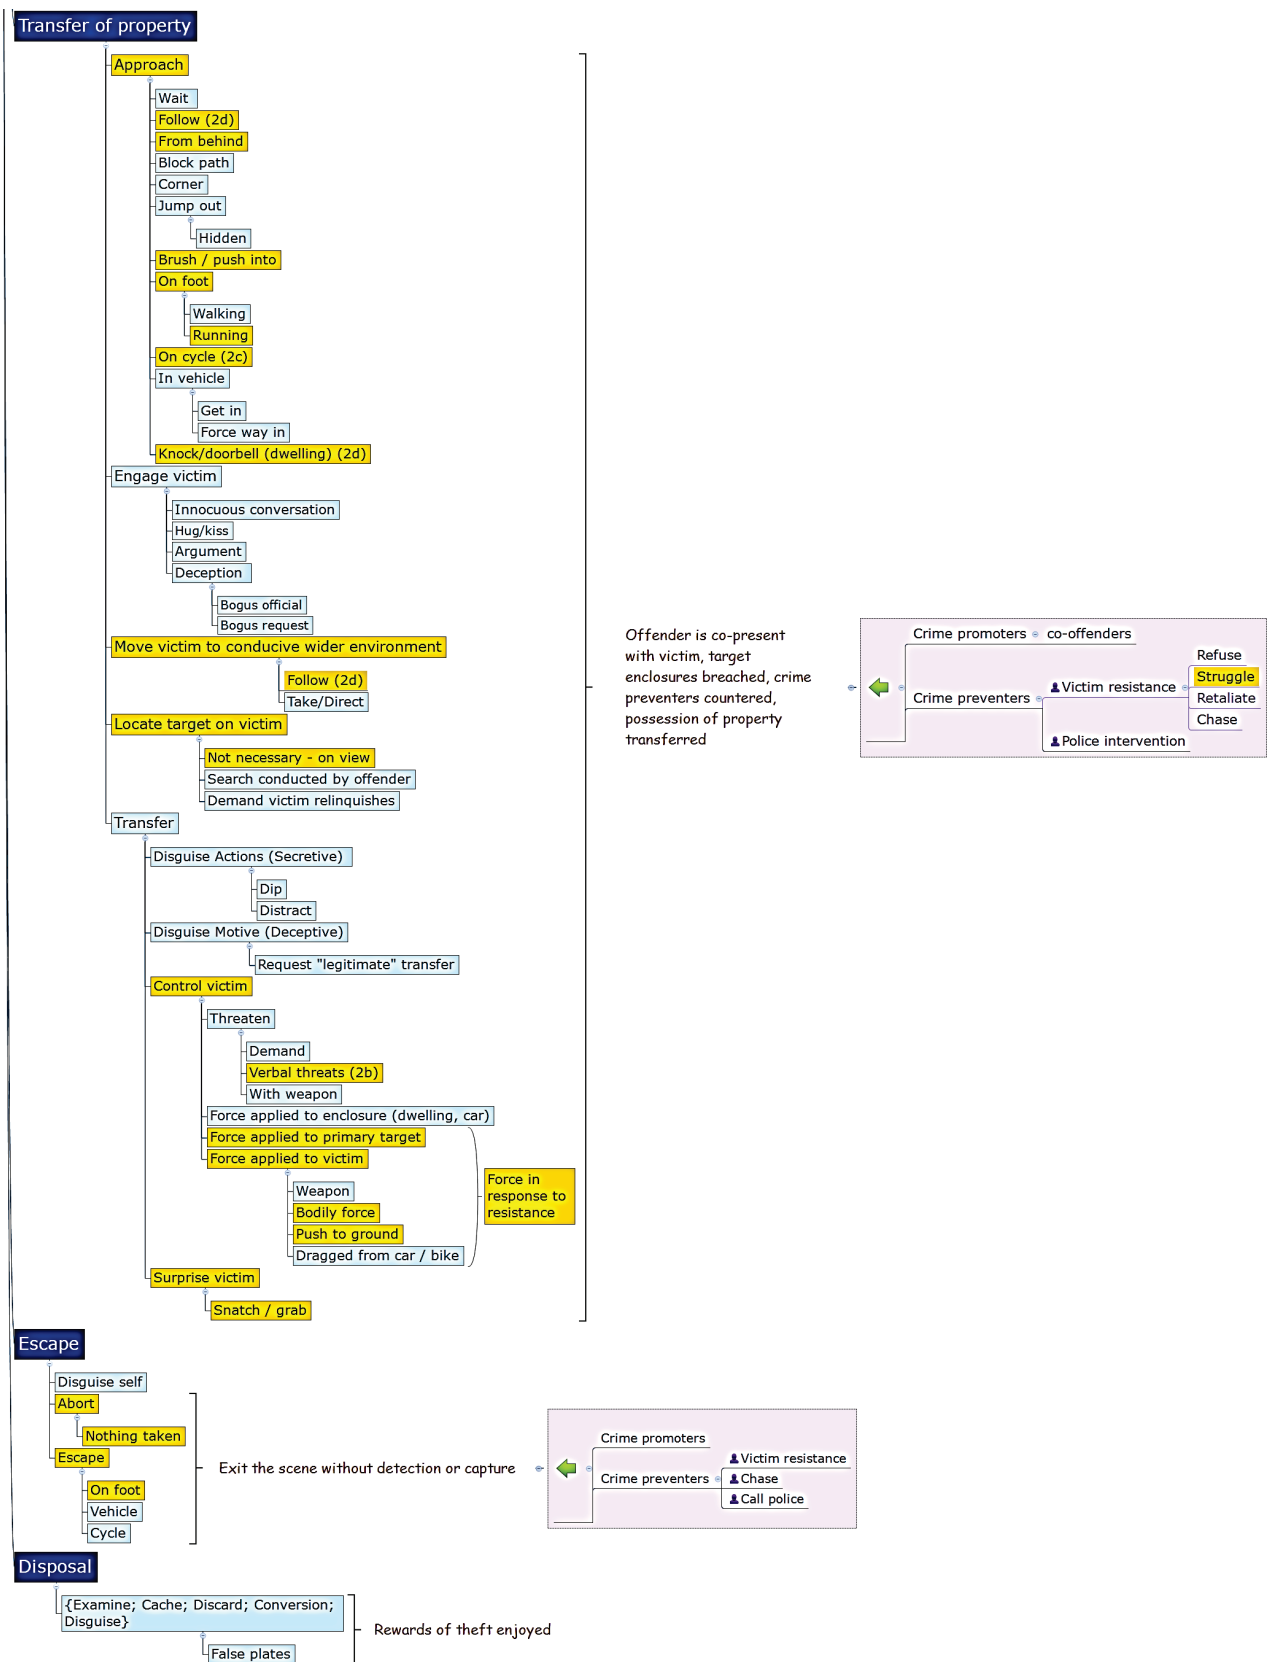 Transfer of property
Approach
Wait
Follow (2d)
From behind
Block path
Corner
Jump out
Hidden
Brush / push into
On foot
Walking
Running
On cycle (2c)
In vehicle
Get in
Force way in
Knock/doorbell (dwelling) (2d)
Engage victim
Innocuous conversation
Hug/kiss
Argument
Deception
Bogus official
Bogus request
Move victim to conducive wider environment
Follow (2d)
Take/Direct
Locate target on victim
Not necessary - on view
Search conducted by offender
Demand victim relinquishes
Transfer
Disguise Actions (Secretive)
Dip
Distract
Disguise Motive (Deceptive)
Request "legitimate" transfer
Control victim
Threaten
Demand
Verbal threats (2b)
With weapon
Force applied to enclosure (dwelling, car)
Force applied to primary target
Force applied to victim
Weapon
Bodily force
Push to ground
Dragged from car / bike
Force in
response to
resistance
Surprise victim
Snatch / grab
Offender is co-present
with victim, target
enclosures breached, crime
preventers countered,
possession of property
transferred
Crime promoters
co-offenders
Crime preventers
Victim resistance
Refuse
Struggle
Retaliate
Chase
Police intervention
Escape
Disguise self
Abort
Nothing taken
Escape
On foot
Vehicle
Cycle
Exit the scene without detection or capture
Crime promoters
Crime preventers
Victim resistance
Chase
Call police
Disposal
{Examine; Cache; Discard; Conversion;
Disguise}
False plates
Rewards of theft enjoyed